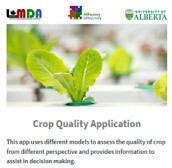 LOMDA
UNIVERSITY OF
ALBERTA
Crop Quality Application
This app uses different models to assess the quality of crop
from different perspective and provides information to
assist in decision making.